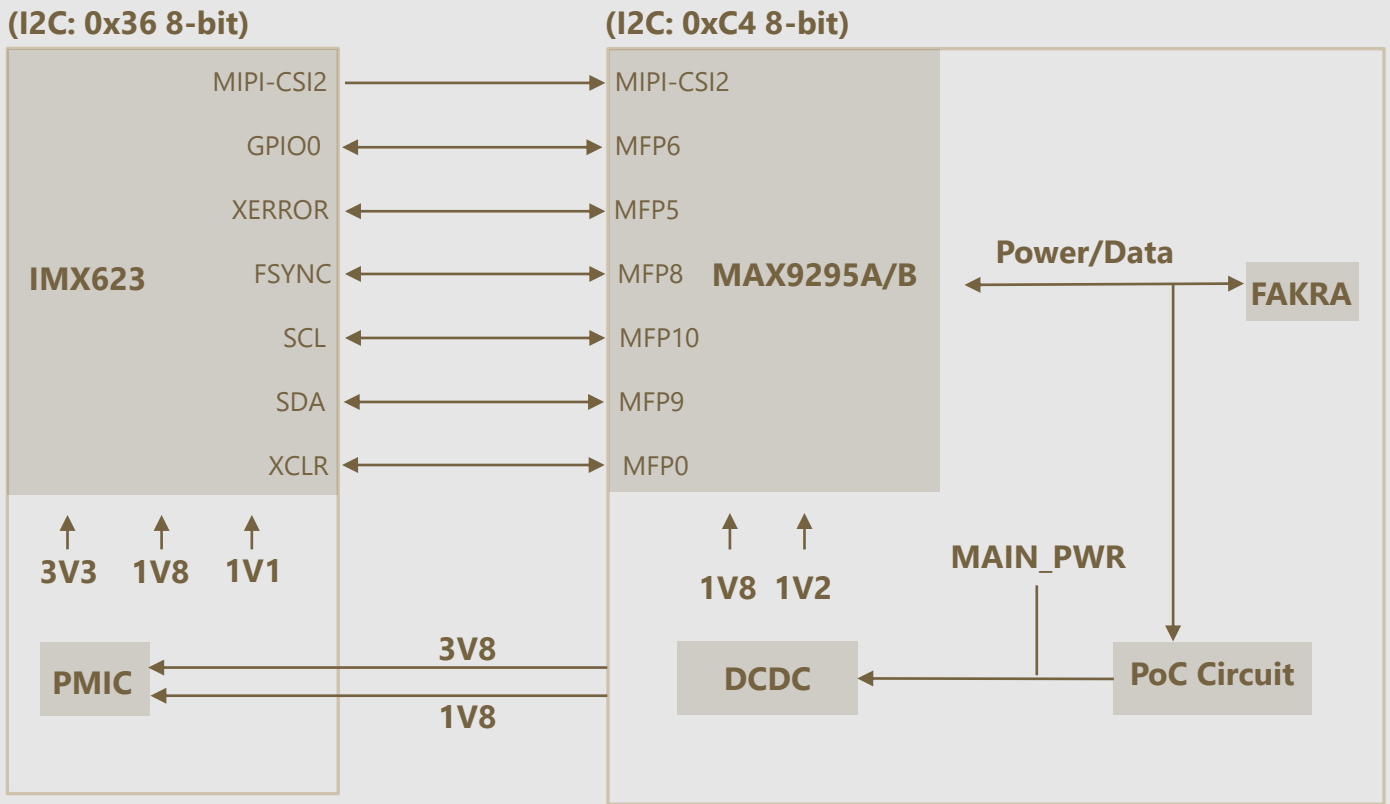 (I2C: 0x36 8-bit)
(I2C: 0xC4 8-bit)
MIPI-CSI2
MIPI-CSI2
GPIO0
MFP6
XERROR
MFP5
IMX623
FSYNC
MFP8
MAX9295A/B
Power/Data
FAKRA
SCL
MFP10
SDA
MFP9
XCLR
MFP0
3V3
1V8
1V1
1V8
1V2
MAIN_PWR
PMIC
3V8
1V8
DCDC
PoC Circuit